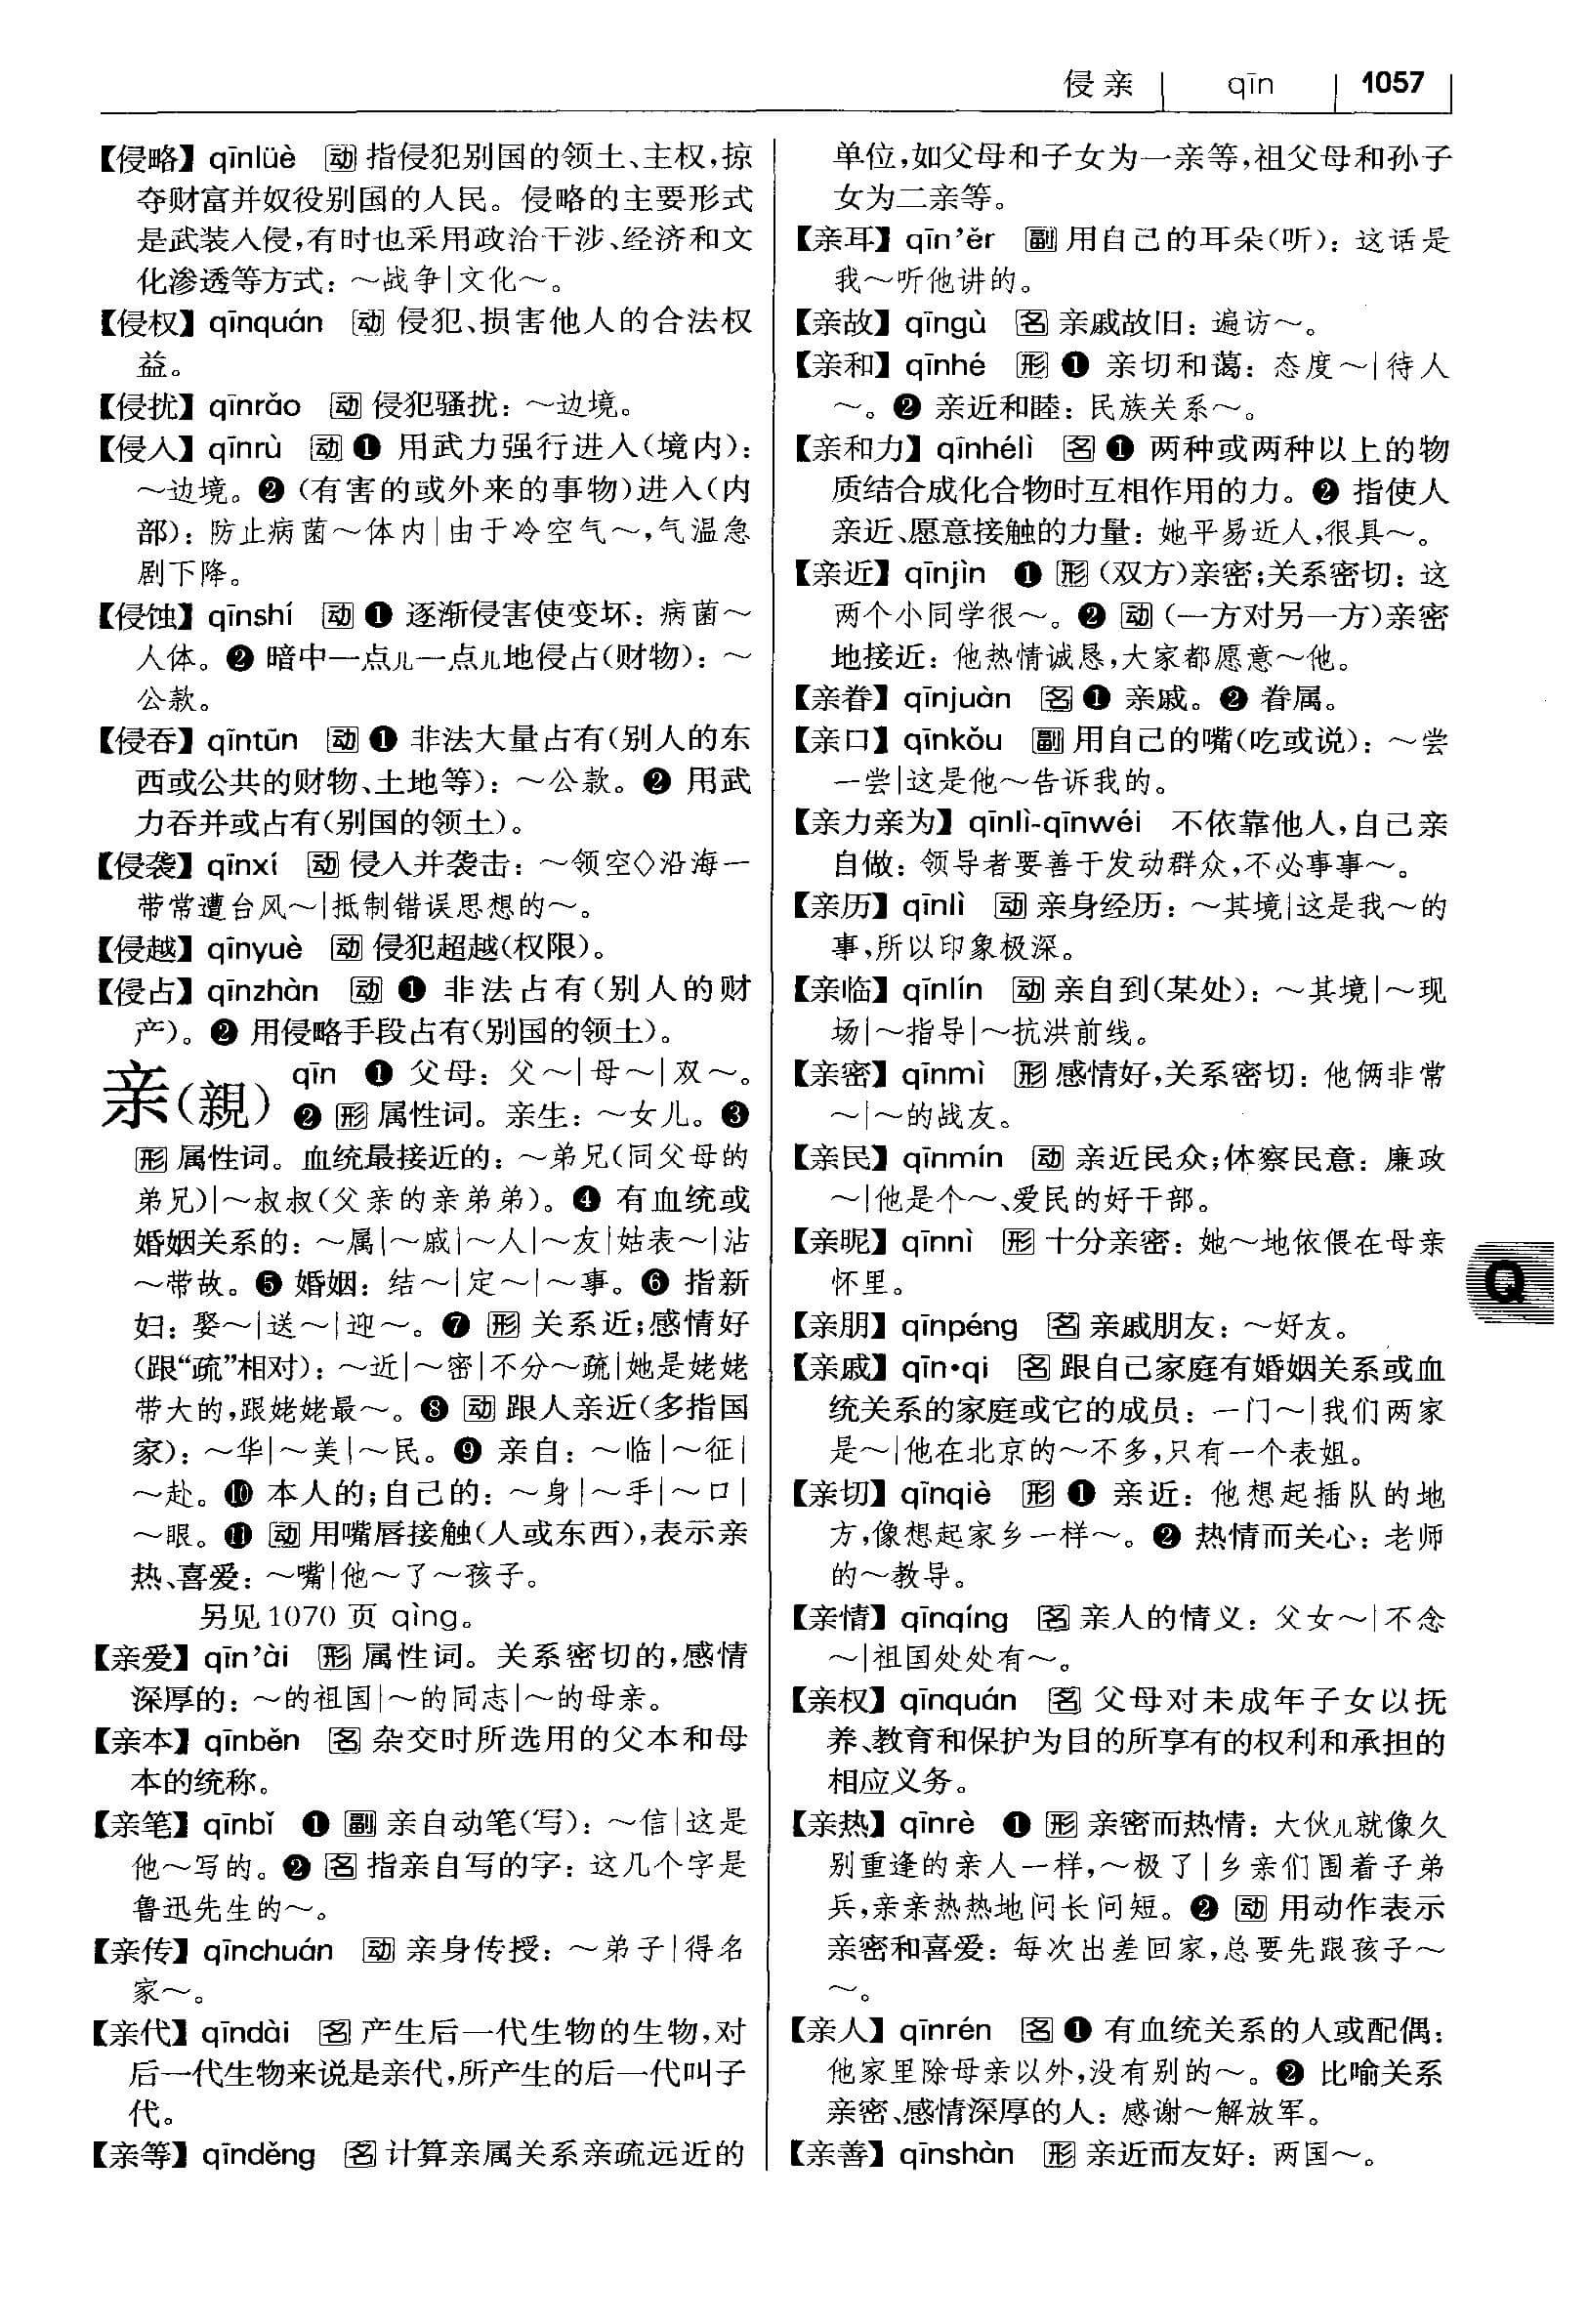 侵亲 qīn 1057
【侵略】 qīnlüè 动 指侵犯别国的领土、主权,掠
夺财富并奴役别国的人民。侵略的主要形式
是武装入侵,有时也采用政治干涉、经济和文
化渗透等方式:~战争|文化~。
【侵权】 qīnquán 动 侵犯、损害他人的合法权
益。
【侵扰】 qīnrǎo 动 侵犯骚扰:~边境。
【侵入】 qīnrù 动 ❶ 用武力强行进入(境内):
~边境。❷ (有害的或外来的事物)进入(内
部):防止病菌~体内|由于冷空气~,气温急
剧下降。
【侵蚀】 qīnshí 动 ❶ 逐渐侵害使变坏:病菌~
人体。❷ 暗中一点儿一点儿地侵占(财物):~
公款。
【侵吞】 qīntūn 动 ❶ 非法大量占有(别人的东
西或公共的财物、土地等):~公款。❷ 用武
力吞并或占有(别国的领土)。
【侵袭】 qīnxí 动 侵入并袭击:~领空◇沿海一
带常遭台风~|抵制错误思想的~。
【侵越】 qīnyuè 动 侵犯超越(权限)。
【侵占】 qīnzhàn 动 ❶ 非法占有(别人的财
产)。❷ 用侵略手段占有(别国的领土)。
亲(親) qīn ❶ 父母:父~|母~|双~。
❷ 形 属性词。亲生:~女儿。❸
形 属性词。血统最接近的:~弟兄(同父母的
弟兄)|~叔叔(父亲的亲弟弟)。❹ 有血统或
婚姻关系的:~属|~戚|~人|~友|姑表~|沾
~带故。❺ 婚姻:结~|定~|~事。❻ 指新
妇:娶~|送~|迎~。❼ 形 关系近;感情好
(跟“疏”相对):~近|~密|不分~疏|她是姥姥
带大的,跟姥姥最~。❽ 动 跟人亲近(多指国
家):~华|~美|~民。❾ 亲自:~临|~征|
~赴。❿ 本人的;自己的:~身|~手|~口|
~眼。⓫ 动 用嘴唇接触(人或东西),表示亲
热、喜爱:~嘴|他~了~孩子。
另见1070 页 qìng。
【亲爱】 qīn’ài 形 属性词。关系密切的,感情
深厚的:~的祖国|~的同志|~的母亲。
【亲本】 qīnběn 名 杂交时所选用的父本和母
本的统称。
【亲笔】 qīnbǐ ❶ 副 亲自动笔(写):~信|这是
他~写的。❷ 名 指亲自写的字:这几个字是
鲁迅先生的~。
【亲传】 qīnchuán 动 亲身传授:~弟子|得名
家~。
【亲代】 qīndài 名 产生后一代生物的生物,对
后一代生物来说是亲代,所产生的后一代叫子
代。
【亲等】 qīnděng 名 计算亲属关系亲疏远近的
单位,如父母和子女为一亲等,祖父母和孙子
女为二亲等。
【亲耳】 qīn’ěr 副 用自己的耳朵(听):这话是
我~听他讲的。
【亲故】 qīngù 名 亲戚故旧:遍访~。
【亲和】 qīnhé 形 ❶ 亲切和蔼:态度~|待人
~。❷ 亲近和睦:民族关系~。
【亲和力】 qīnhélì 名 ❶ 两种或两种以上的物
质结合成化合物时互相作用的力。❷ 指使人
亲近、愿意接触的力量:她平易近人,很具~。
【亲近】 qīnjìn ❶ 形 (双方)亲密;关系密切:这
两个小同学很~。❷ 动 (一方对另一方)亲密
地接近:他热情诚恳,大家都愿意~他。
【亲眷】 qīnjuàn 名 ❶ 亲戚。❷ 眷属。
【亲口】 qīnkǒu 副 用自己的嘴(吃或说):~尝
一尝|这是他~告诉我的。
【亲力亲为】 qīnlì-qīnwéi 不依靠他人,自己亲
自做:领导者要善于发动群众,不必事事~。
【亲历】 qīnlì 动 亲身经历:~其境|这是我~的
事,所以印象极深。
【亲临】 qīnlín 动 亲自到(某处):~其境|~现
场|~指导|~抗洪前线。
【亲密】 qīnmì 形 感情好,关系密切:他俩非常
~|~的战友。
【亲民】 qīnmín 动 亲近民众;体察民意:廉政
~|他是个~、爱民的好干部。
【亲昵】 qīnnì 形 十分亲密:她~地依偎在母亲
怀里。
Q
【亲朋】 qīnpéng 名 亲戚朋友:~好友。
【亲戚】 qīn•qi 名 跟自己家庭有婚姻关系或血
统关系的家庭或它的成员:一门~|我们两家
是~|他在北京的~不多,只有一个表姐。
【亲切】 qīnqiè 形 ❶ 亲近:他想起插队的地
方,像想起家乡一样~。❷ 热情而关心:老师
的~教导。
【亲情】 qīnqíng 名 亲人的情义:父女~|不念
~|祖国处处有~。
【亲权】 qīnquán 名 父母对未成年子女以抚
养、教育和保护为目的所享有的权利和承担的
相应义务。
【亲热】 qīnrè ❶ 形 亲密而热情:大伙儿就像久
别重逢的亲人一样,~极了|乡亲们围着子弟
兵,亲亲热热地问长问短。❷ 动 用动作表示
亲密和喜爱:每次出差回家,总要先跟孩子~
~。
【亲人】 qīnrén 名 ❶ 有血统关系的人或配偶:
他家里除母亲以外,没有别的~。❷ 比喻关系
亲密、感情深厚的人:感谢~解放军。
【亲善】 qīnshàn 形 亲近而友好:两国~。